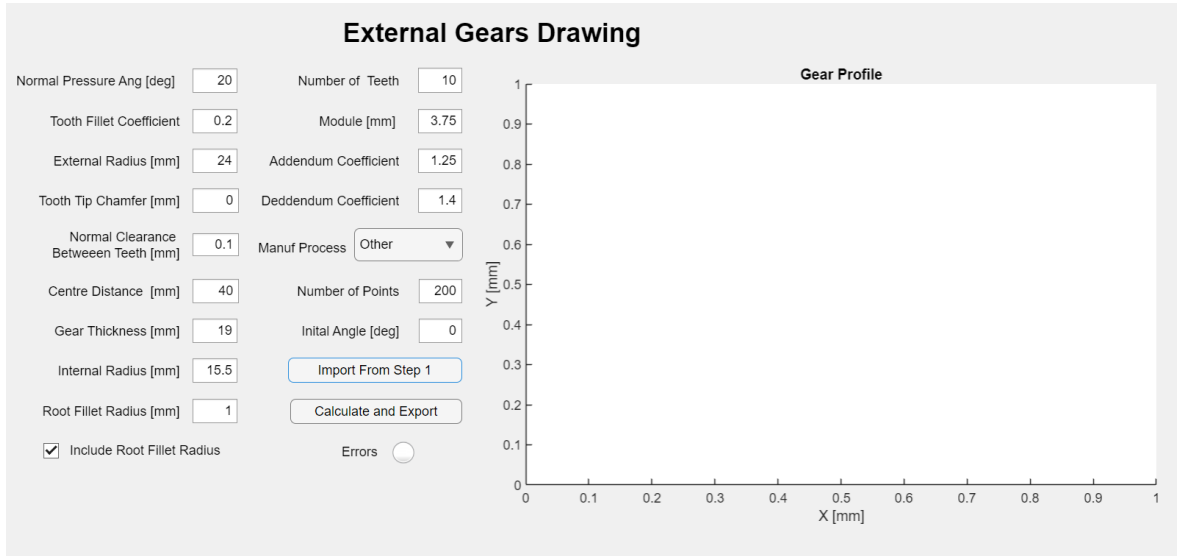 External Gears Drawing
Normal Pressure Ang [deg] 20
Number of Teeth 10
Tooth Fillet Coefficient 0.2
Module [mm] 3.75
External Radius [mm] 24
Addendum Coefficient 1.25
Tooth Tip Chamfer [mm] 0
Deddendum Coefficient 1.4
Normal Clearance
Betweeen Teeth [mm] 0.1
Manuf Process Other
Centre Distance [mm] 40
Number of Points 200
Gear Thickness [mm] 19
Inital Angle [deg] 0
Internal Radius [mm] 15.5
Import From Step 1
Root Fillet Radius [mm] 1
Calculate and Export
Include Root Fillet Radius
Errors
Gear Profile
1
0.9
0.8
0.7
0.6
0.5
0.4
0.3
0.2
0.1
0
Y [mm]
0 0.1 0.2 0.3 0.4 0.5 0.6 0.7 0.8 0.9 1
X [mm]